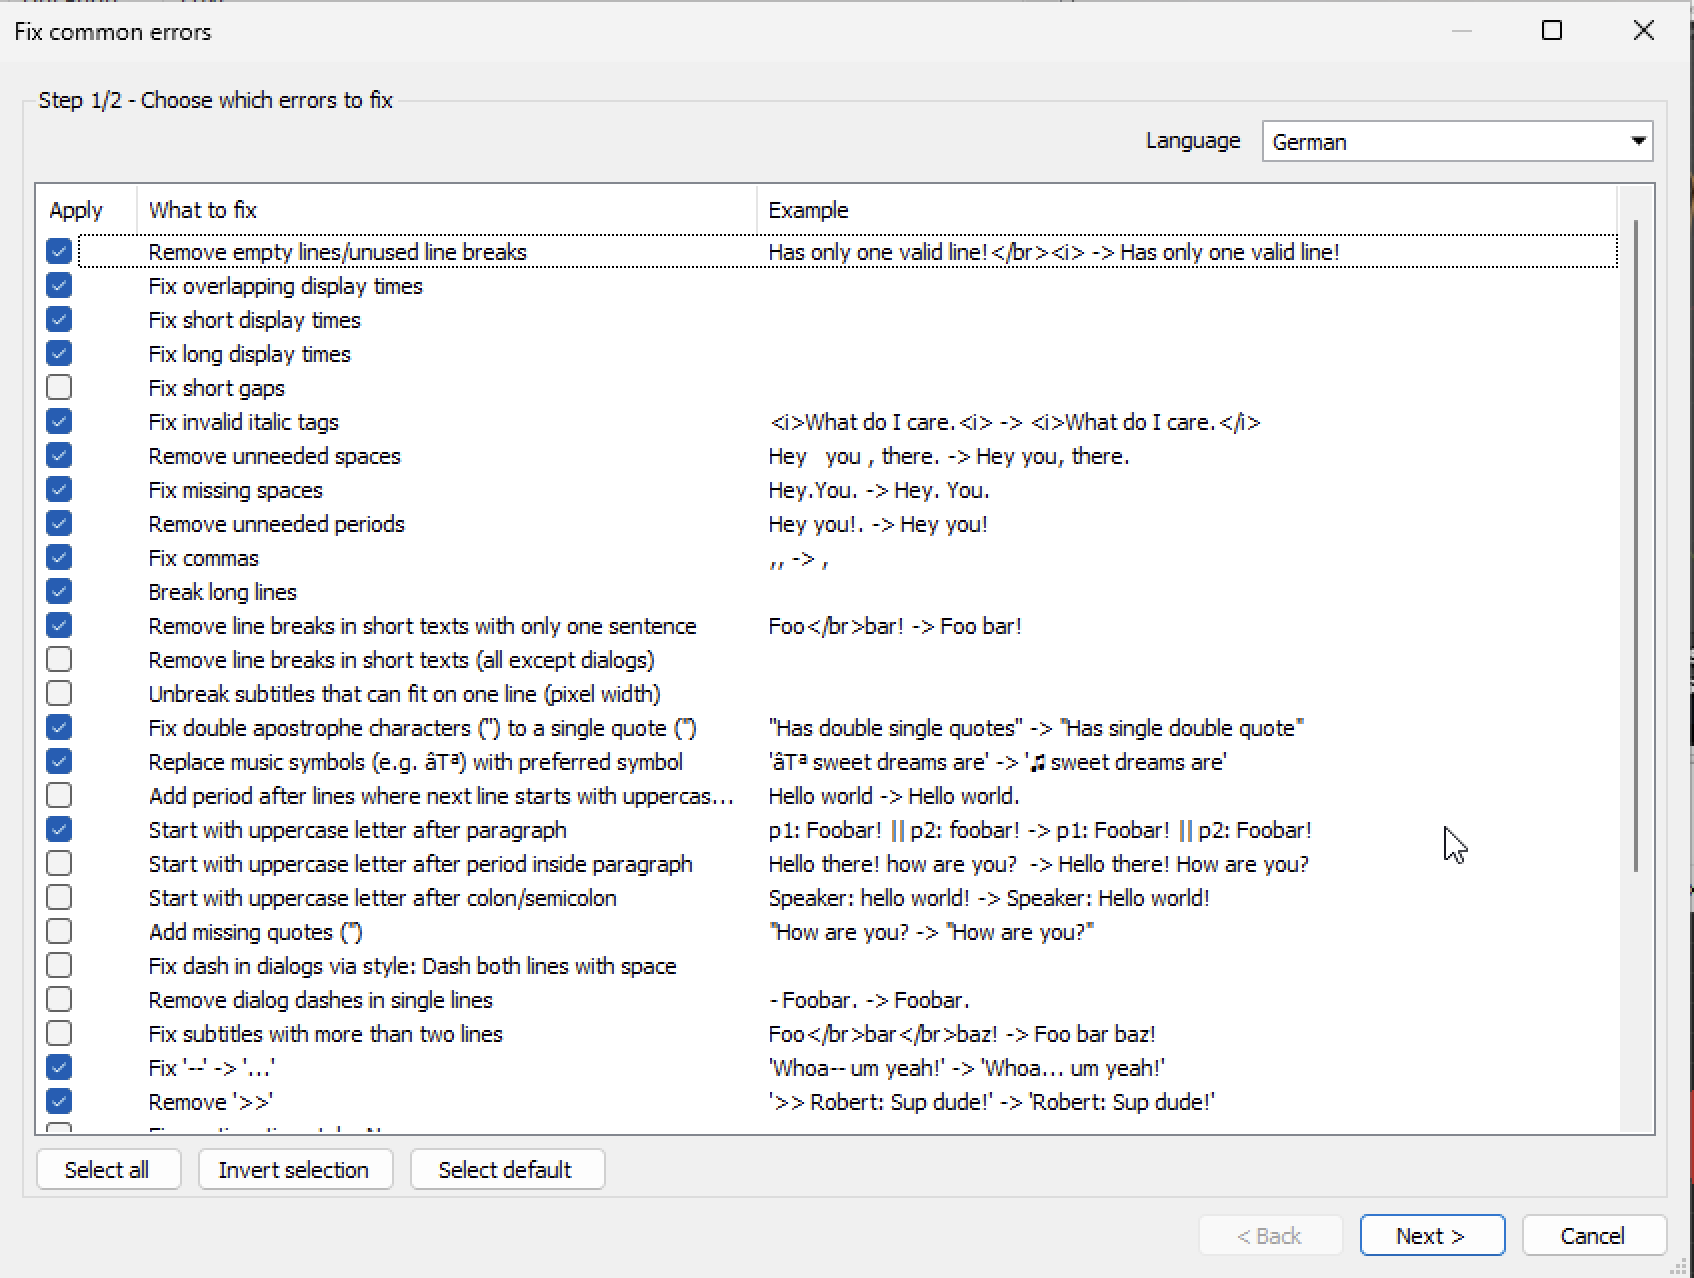 Fix common errors
Step 1/2 - Choose which errors to fix
Language German
Apply What to fix Example
Remove empty lines/unused line breaks Has only one valid line!</br><i> -> Has only one valid line!
Fix overlapping display times
Fix short display times
Fix long display times
Fix short gaps
Fix invalid italic tags <i>What do I care.<i> -> <i>What do I care.</i>
Remove unneeded spaces Hey   you , there. -> Hey you, there.
Fix missing spaces Hey.You. -> Hey. You.
Remove unneeded periods Hey you!. -> Hey you!
Fix commas ,, -> ,
Break long lines
Remove line breaks in short texts with only one sentence Foo</br>bar! -> Foo bar!
Remove line breaks in short texts (all except dialogs)
Unbreak subtitles that can fit on one line (pixel width)
Fix double apostrophe characters ('') to a single quote (") ''Has double single quotes'' -> "Has single double quote"
Replace music symbols (e.g. âTª) with preferred symbol 'âTª sweet dreams are' -> '♫ sweet dreams are'
Add period after lines where next line starts with uppercas... Hello world -> Hello world.
Start with uppercase letter after paragraph p1: Foobar! || p2: foobar! -> p1: Foobar! || p2: Foobar!
Start with uppercase letter after period inside paragraph Hello there! how are you?  -> Hello there! How are you?
Start with uppercase letter after colon/semicolon Speaker: hello world! -> Speaker: Hello world!
Add missing quotes (") "How are you? -> "How are you?"
Fix dash in dialogs via style: Dash both lines with space
Remove dialog dashes in single lines - Foobar. -> Foobar.
Fix subtitles with more than two lines Foo</br>bar</br>baz! -> Foo bar baz!
Fix '--' -> '...' 'Whoa-- um yeah!' -> 'Whoa... um yeah!'
Remove '>>' '>> Robert: Sup dude!' -> 'Robert: Sup dude!'
Select all Invert selection Select default
< Back Next > Cancel